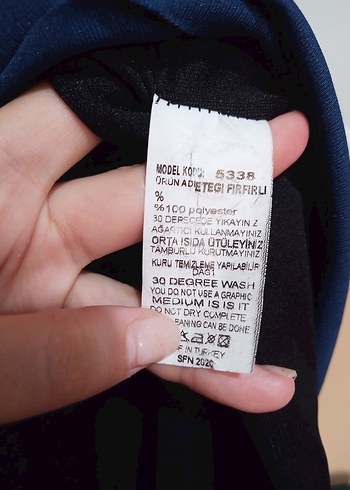 MODEL KODU: 5338
ÜRÜN ADI ETEGI FIRFIRLI
%
%100 polyester
30 DERECEDE YIKAYINIZ
AĞARTICI KULLANMAYINIZ
ORTA ISIDA ÜTÜLEYİNİZ
TAMBURLU KURUTMAYINIZ
KURU TEMİZLEME YAPILABİLİR
DAĞI
30 DEGREE WASH
YOU DO NOT USE A GRAPHIC
MEDIUM IS IS IT
DO NOT DRY COMPLETE
CLEANING CAN BE DONE
IN TURKEY
SFN 2020